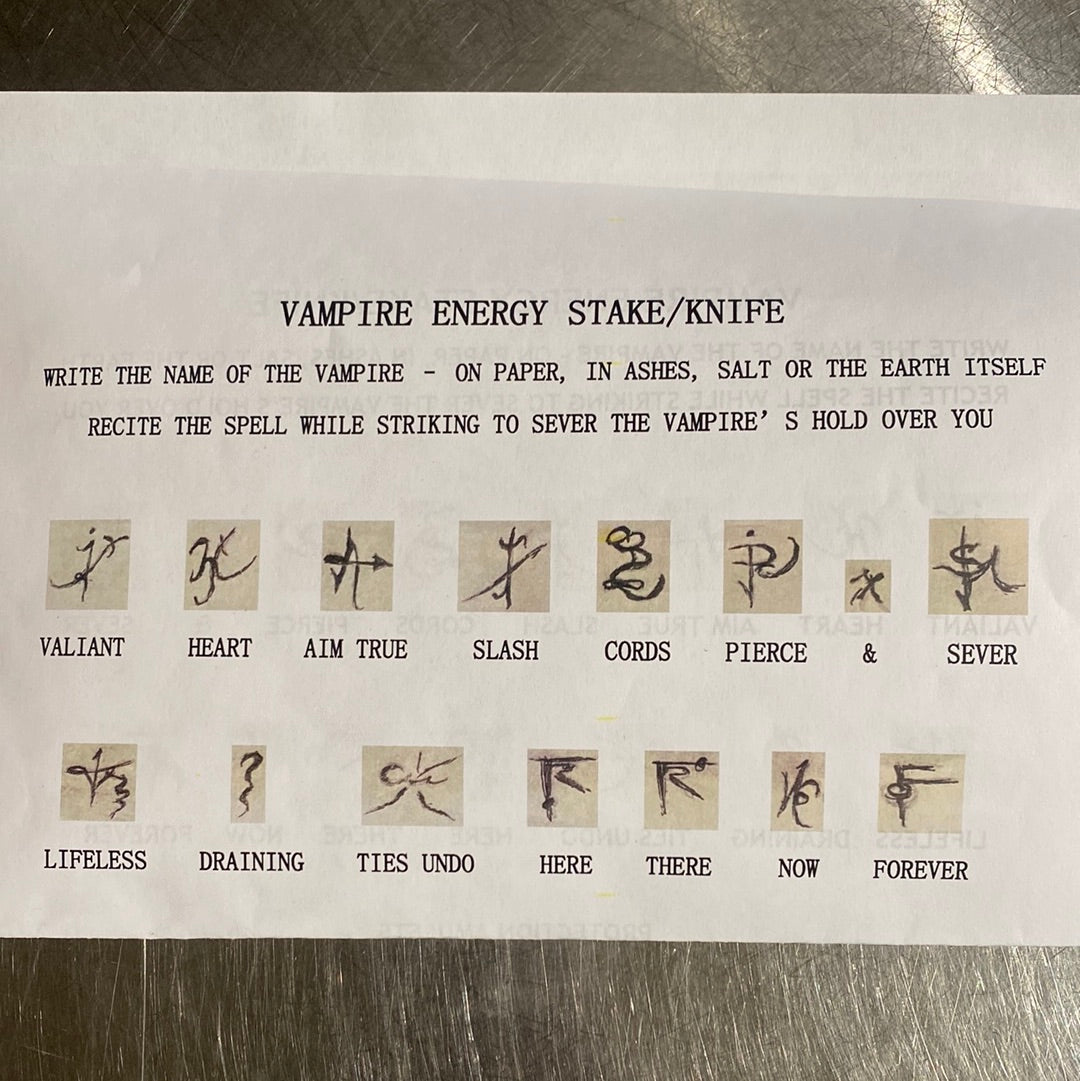 VAMPIRE ENERGY STAKE/KNIFE
WRITE THE NAME OF THE VAMPIRE - ON PAPER, IN ASHES, SALT OR THE EARTH ITSELF
RECITE THE SPELL WHILE STRIKING TO SEVER THE VAMPIRE' S HOLD OVER YOU
VALIANT HEART AIM TRUE SLASH CORDS PIERCE & SEVER
LIFELESS DRAINING TIES UNDO HERE THERE NOW FOREVER